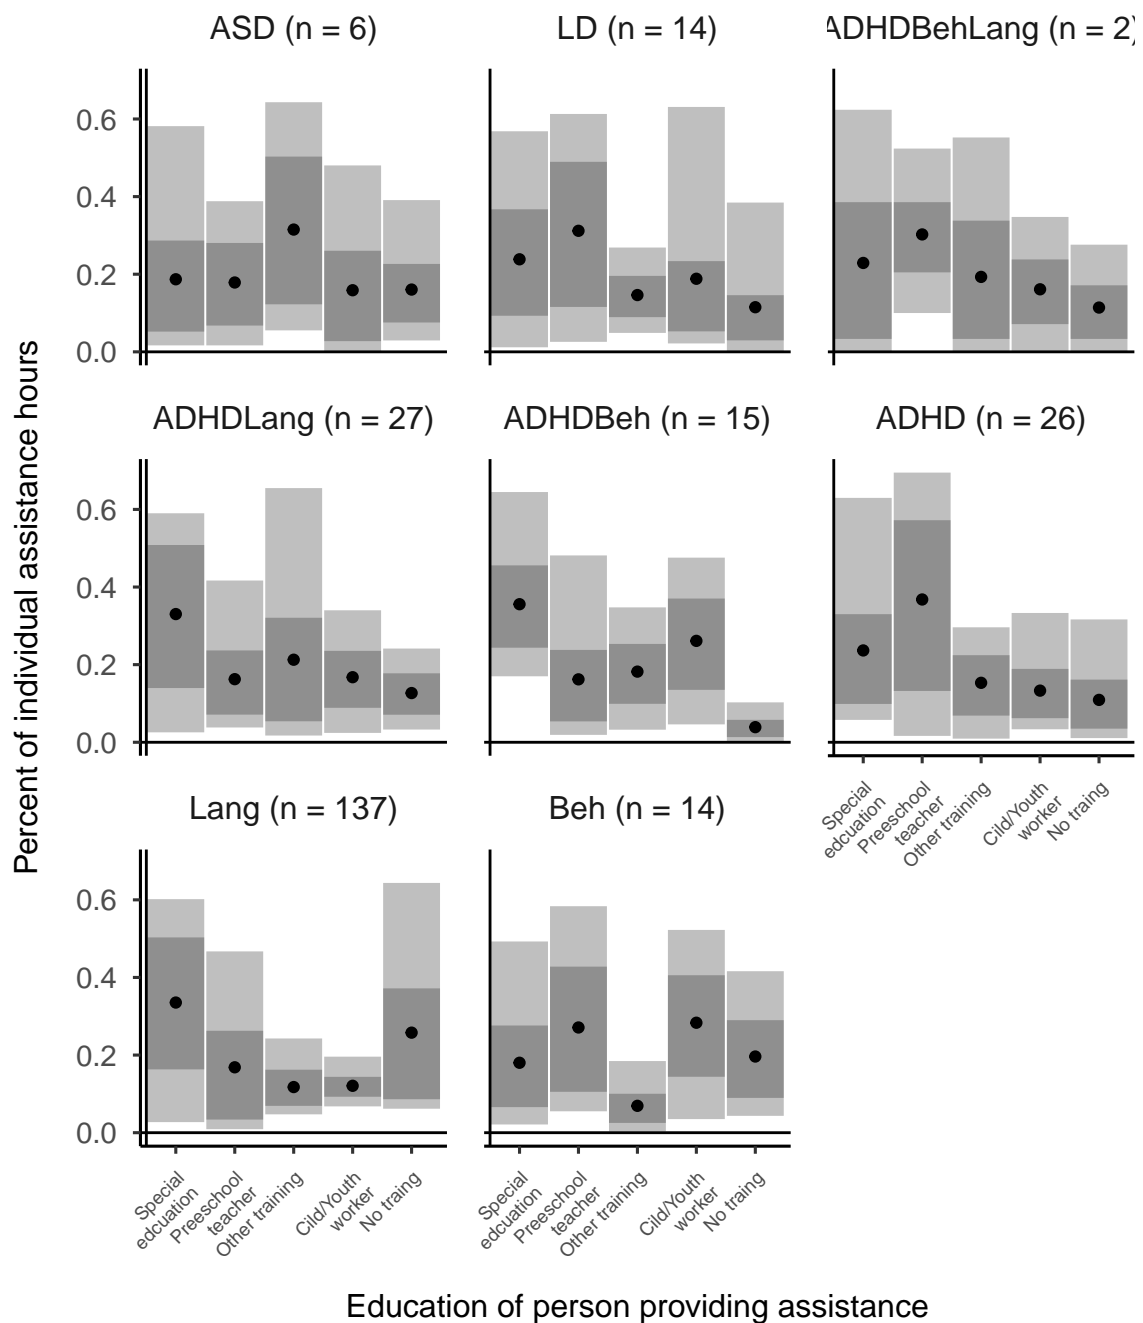 ASD (n = 6)
LD (n = 14)
ADHDBehLang (n = 2)
0.6
0.4
0.2
0.0
ADHDLang (n = 27)
ADHDBeh (n = 15)
ADHD (n = 26)
0.6
0.4
0.2
0.0
Special
edcuation
Preeschool
teacher
Other training
Cild/Youth
worker
No traing
Lang (n = 137)
Beh (n = 14)
0.6
0.4
0.2
0.0
Special
edcuation
Preeschool
teacher
Other training
Cild/Youth
worker
No traing
Special
edcuation
Preeschool
teacher
Other training
Cild/Youth
worker
No traing
Percent of individual assistance hours
Education of person providing assistance